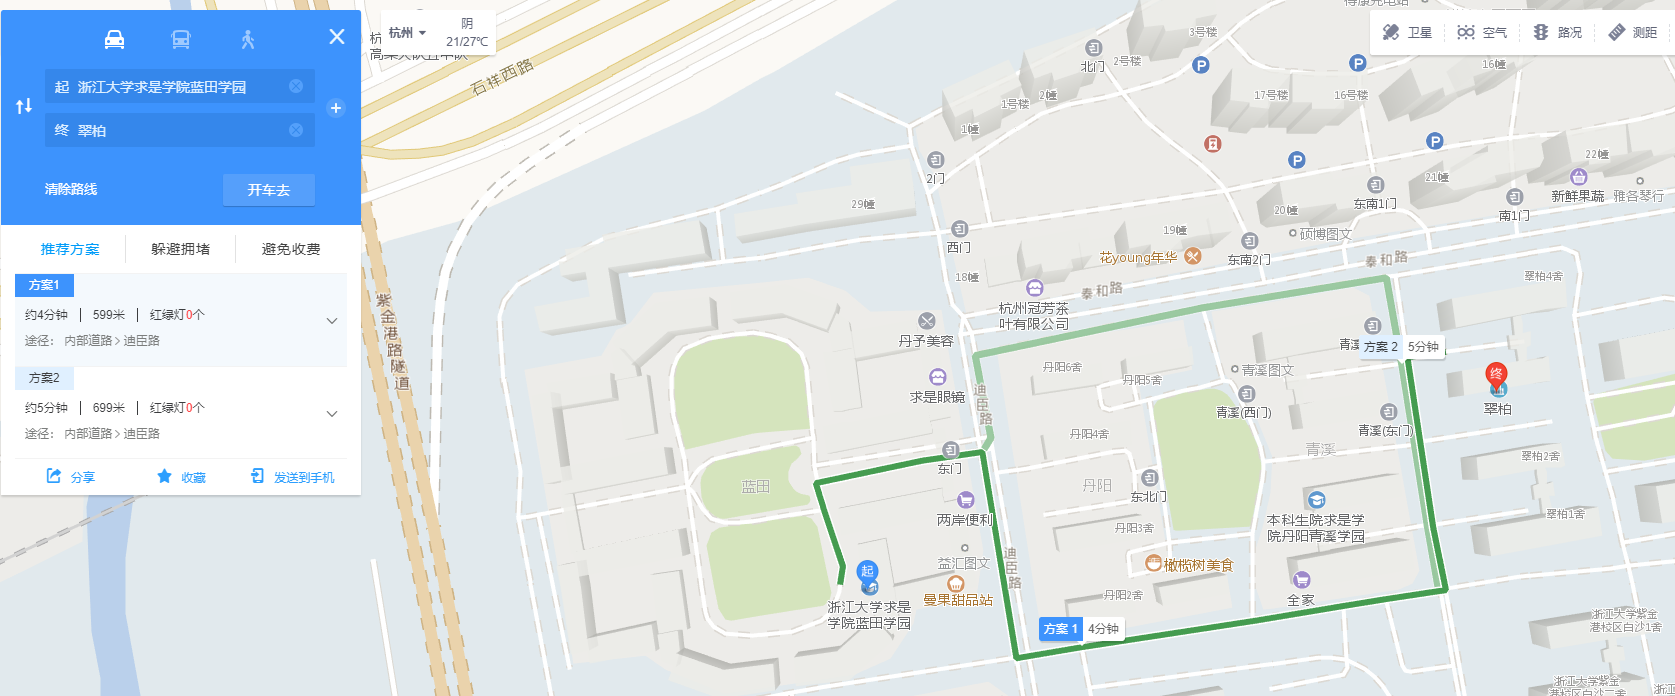 起 浙江大学求是学院蓝田学园
终 翠柏
清除路线
开车去
推荐方案
躲避拥堵
避免收费
方案1
约4分钟 | 599米 | 红绿灯0个
途径: 内部道路 > 迪臣路
方案2
约5分钟 | 699米 | 红绿灯0个
途径: 内部道路 > 迪臣路
分享
收藏
发送到手机
杭州
阴
21/27℃
卫星
空气
路况
测距
石祥西路
紫金港路隧道
北门
3号楼
2号楼
1号楼
2幢
1幢
P
P
P
P
17号楼
16号楼
16幢
22幢
21幢
20幢
19幢
18幢
29幢
2门
西门
东南1门
东南2门
南1门
新鲜果蔬
雅各琴行
硕博图文
花young年华
泰和路
泰和路
杭州冠芳茶
叶有限公司
丹予美容
求是眼镜
迪臣路
东门
两岸便利
益汇图文
曼果甜品站
迪臣路
蓝田
起
浙江大学求是
学院蓝田学园
丹阳6舍
丹阳5舍
丹阳4舍
丹阳
东北门
丹阳3舍
橄榄树美食
丹阳2舍
青溪图文
青溪(西门)
青溪(东门)
青溪
本科生院求是学
院丹阳青溪学园
全家
方案 1 4分钟
方案 2 5分钟
终
翠柏
翠柏4舍
翠柏2舍
翠柏1舍
浙江大学紫金
港校区白沙1舍
浙江大学紫金